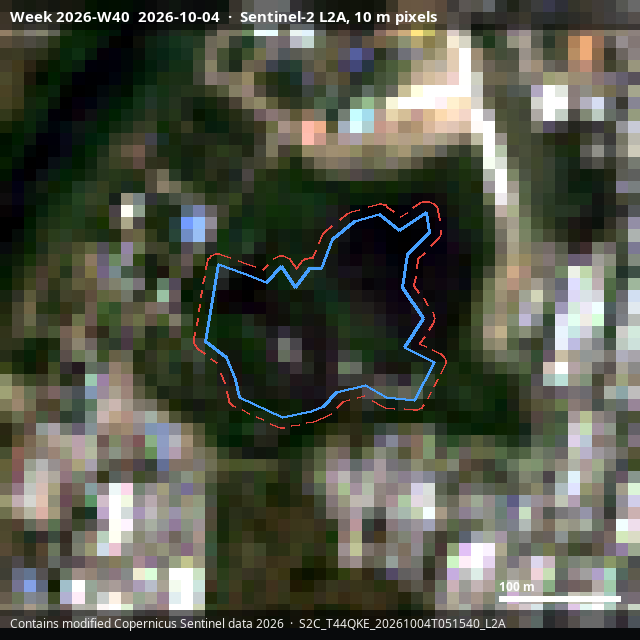 Week 2026-W40 2026-10-04 · Sentinel-2 L2A, 10 m pixels
100 m
Contains modified Copernicus Sentinel data 2026 · S2C_T44QKE_20261004T051540_L2A